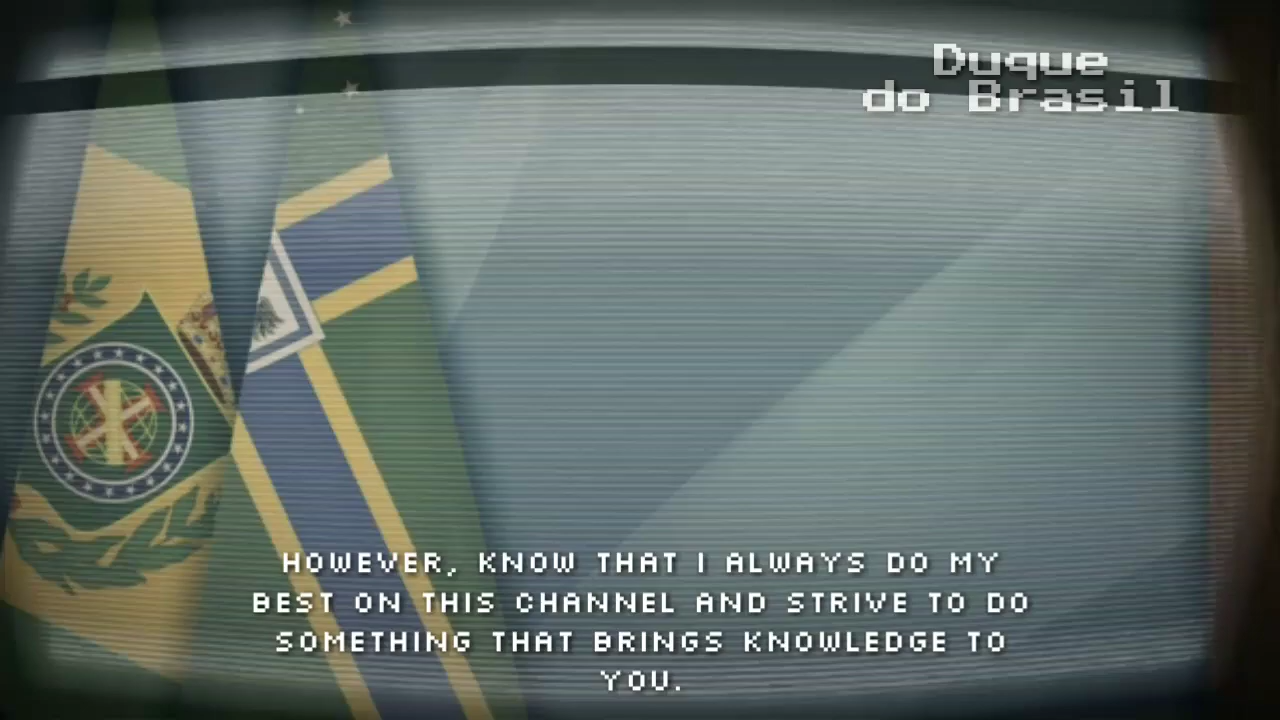 Duque
do Brasil
HOWEVER, KNOW THAT I ALWAYS DO MY
BEST ON THIS CHANNEL AND STRIVE TO DO
SOMETHING THAT BRINGS KNOWLEDGE TO
YOU.